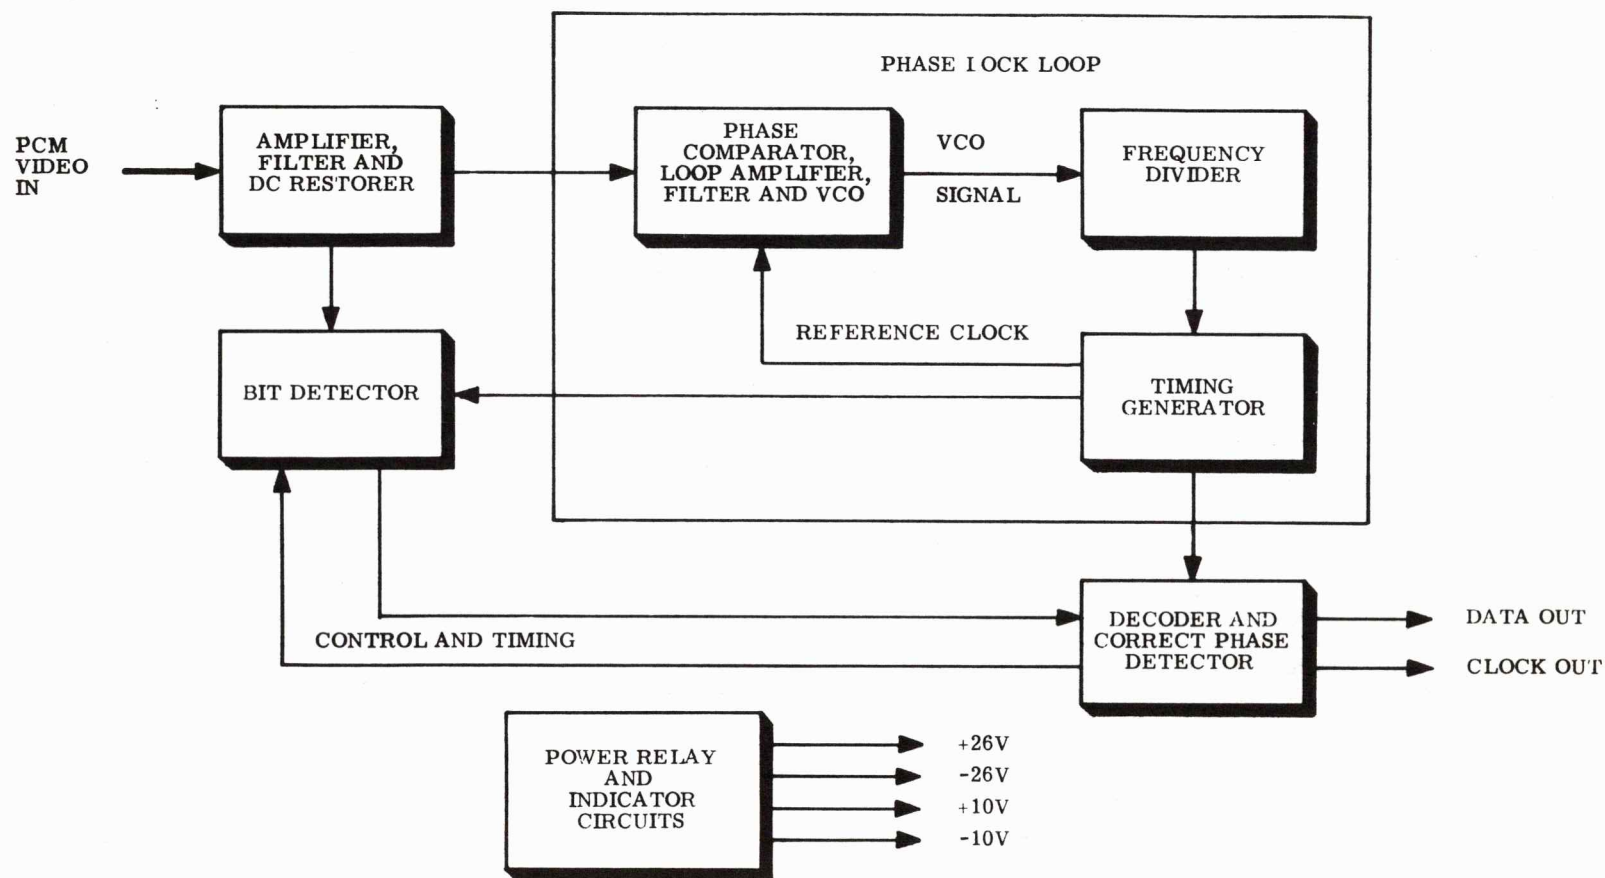 PHASE LOCK LOOP
PCM
VIDEO
IN
AMPLIFIER,
FILTER AND
DC RESTORER
PHASE
COMPARATOR,
LOOP AMPLIFIER,
FILTER AND VCO
VCO
SIGNAL
FREQUENCY
DIVIDER
REFERENCE CLOCK
BIT DETECTOR
TIMING
GENERATOR
CONTROL AND TIMING
DECODER AND
CORRECT PHASE
DETECTOR
DATA OUT
CLOCK OUT
POWER RELAY
AND
INDICATOR
CIRCUITS
+26V
-26V
+10V
-10V